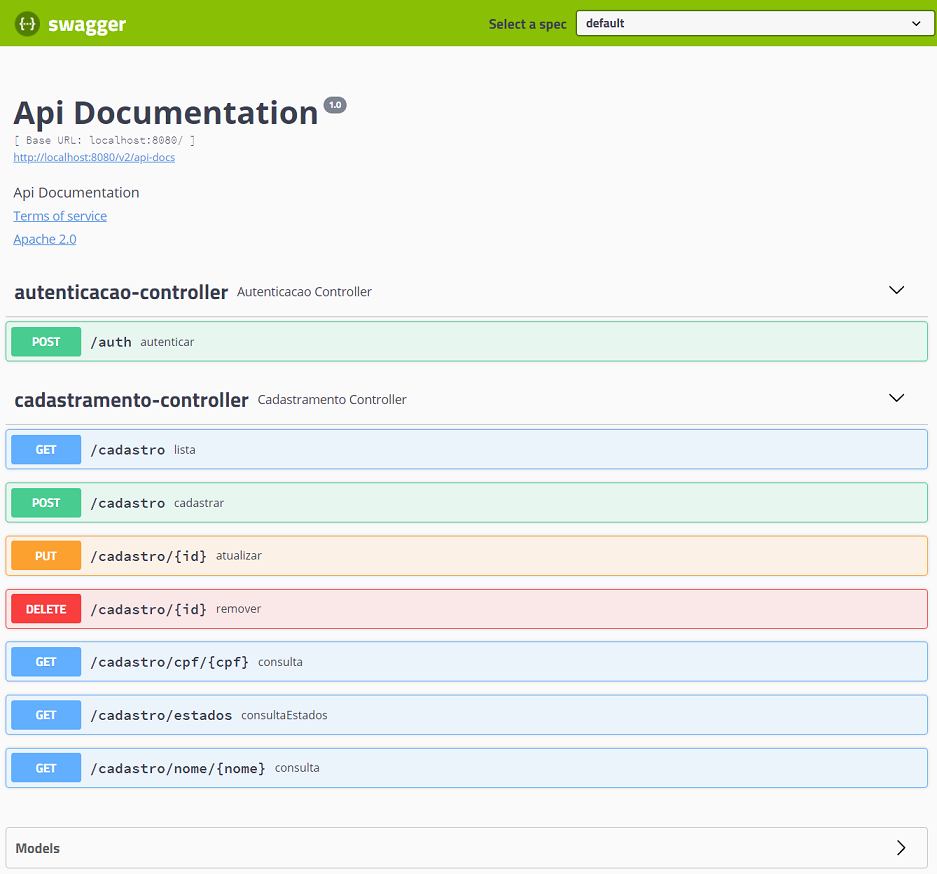 {···} swagger Select a spec default
Api Documentation 1.0
[ Base URL: localhost:8080/ ]
http://localhost:8080/v2/api-docs
Api Documentation
Terms of service
Apache 2.0
autenticacao-controller Autenticacao Controller
POST /auth autenticar
cadastramento-controller Cadastramento Controller
GET /cadastro lista
POST /cadastro cadastrar
PUT /cadastro/{id} atualizar
DELETE /cadastro/{id} remover
GET /cadastro/cpf/{cpf} consulta
GET /cadastro/estados consultaEstados
GET /cadastro/nome/{nome} consulta
Models